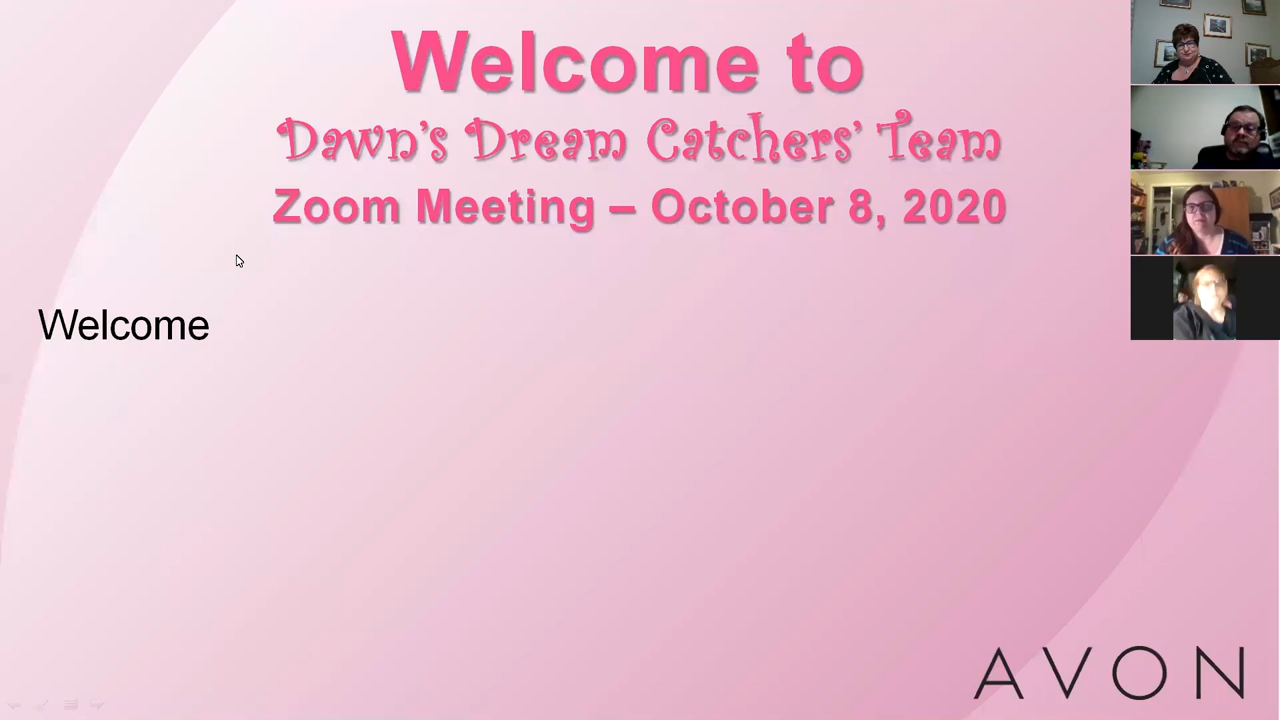 Welcome to
Dawn's Dream Catchers' Team
Zoom Meeting – October 8, 2020
Welcome
AVON